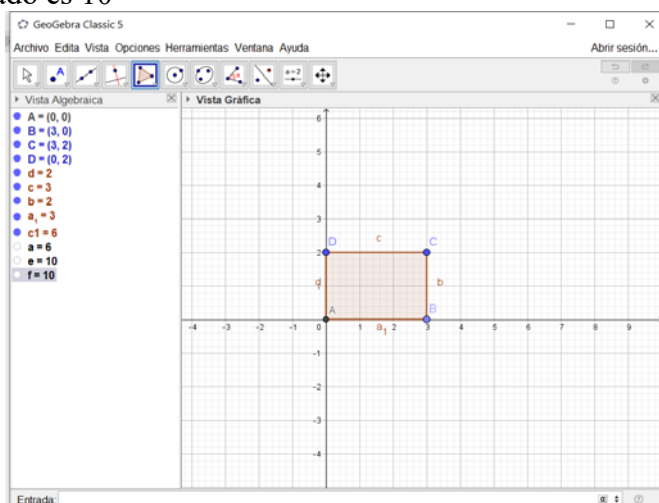 ado es 10
GeoGebra Classic 5
Archivo Edita Vista Opciones Herramientas Ventana Ayuda
Abrir sesión...
A
a=2
Vista Algebraica
Vista Gráfica
A = (0, 0)
B = (3, 0)
C = (3, 2)
D = (0, 2)
d = 2
c = 3
b = 2
a₁ = 3
c1 = 6
a = 6
e = 10
f = 10
6
5
4
3
2
D
c
C
d
b
A
B
-4 -3 -2 -1 0 1 a₁ 2 3 4 5 6 7 8 9
-1
-2
-3
-4
Entrada:
α